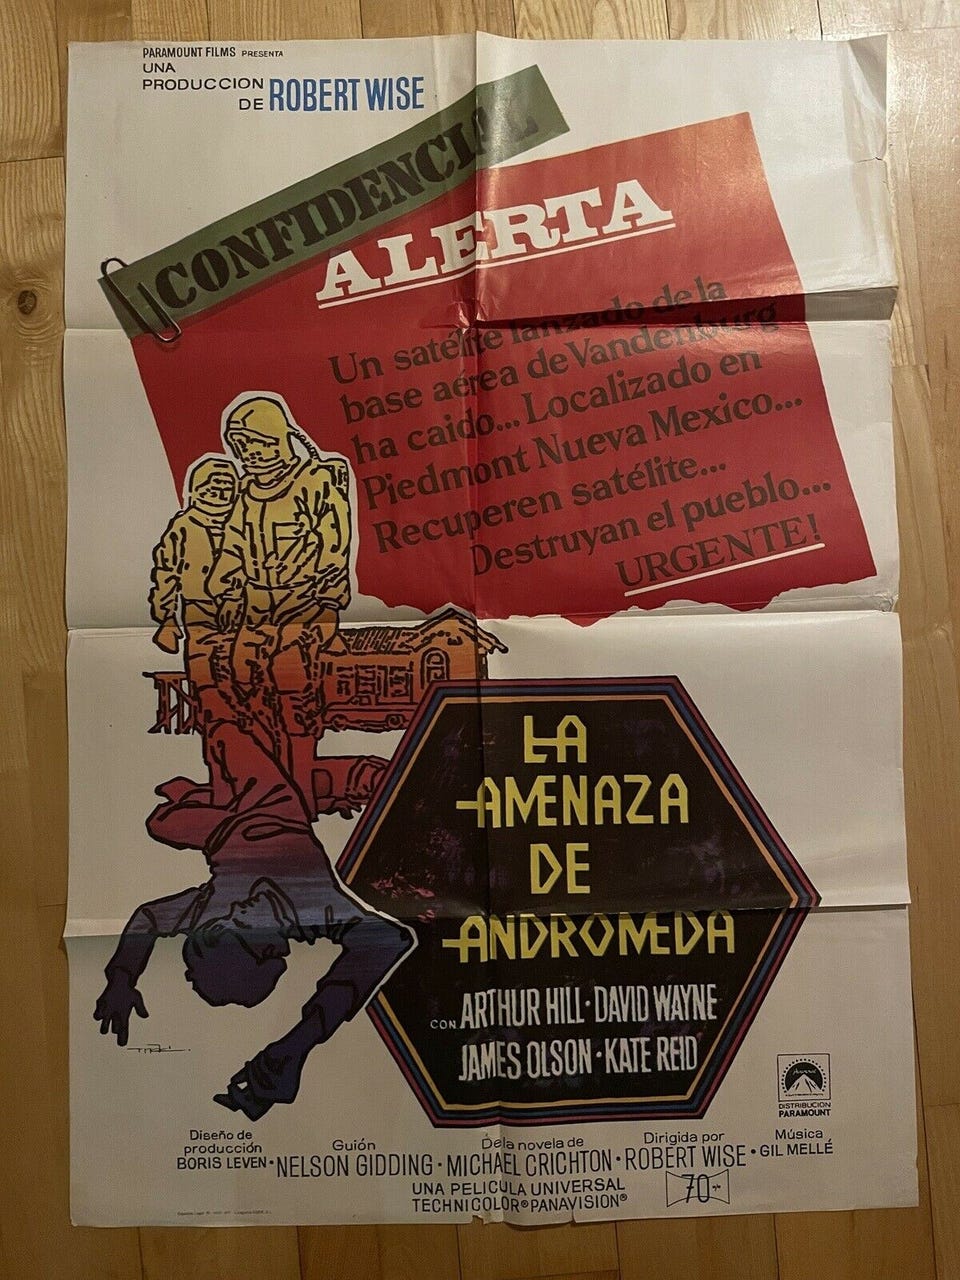 PARAMOUNT FILMS PRESENTA
UNA
PRODUCCION
DE ROBERT WISE
CONFIDENCIAL
ALERTA
Un satélite lanzado de la
base aérea de Vandenburg
ha caido... Localizado en
Piedmont Nueva Mexico...
Recuperen satélite...
Destruyan el pueblo...
URGENTE!
LA
AMENAZA
DE
ANDROMEDA
CON ARTHUR HILL · DAVID WAYNE
JAMES OLSON · KATE REID
Paramount
DISTRIBUCION
PARAMOUNT
Diseño de
producción
BORIS LEVEN ·
Guión
NELSON GIDDING ·
De la novela de
MICHAEL CRICHTON ·
Dirigida por
ROBERT WISE ·
Música
GIL MELLÉ
UNA PELICULA UNIVERSAL
TECHNICOLOR® PANAVISION®
70 m/m